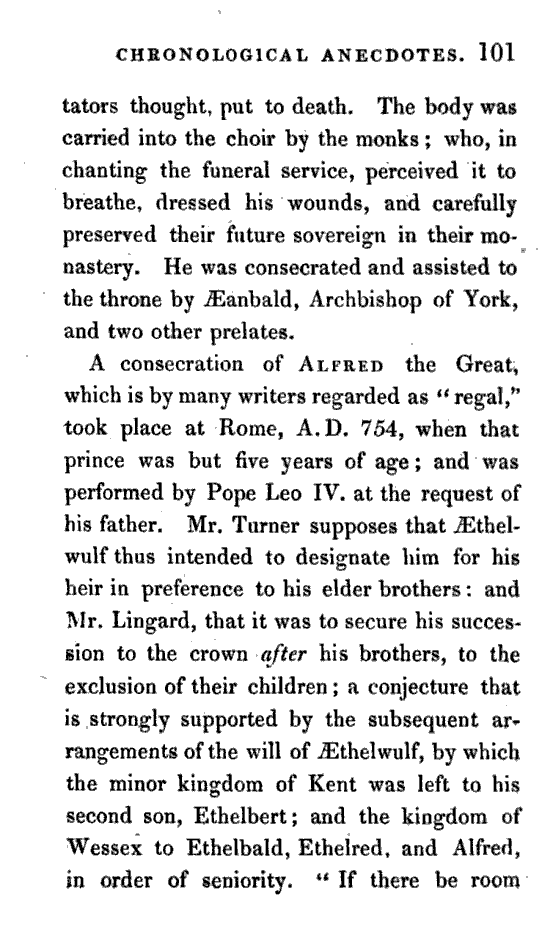 CHRONOLOGICAL ANECDOTES. 101
tators thought, put to death. The body was
carried into the choir by the monks; who, in
chanting the funeral service, perceived it to
breathe, dressed his wounds, and carefully
preserved their future sovereign in their mo-
nastery. He was consecrated and assisted to
the throne by Æanbald, Archbishop of York,
and two other prelates.
A consecration of ALFRED the Great,
which is by many writers regarded as "regal,"
took place at Rome, A.D. 754, when that
prince was but five years of age; and was
performed by Pope Leo IV. at the request of
his father. Mr. Turner supposes that Æthel-
wulf thus intended to designate him for his
heir in preference to his elder brothers: and
Mr. Lingard, that it was to secure his succes-
sion to the crown after his brothers, to the
exclusion of their children; a conjecture that
is strongly supported by the subsequent ar-
rangements of the will of Æthelwulf, by which
the minor kingdom of Kent was left to his
second son, Ethelbert; and the kingdom of
Wessex to Ethelbald, Ethelred, and Alfred,
in order of seniority. "If there be room